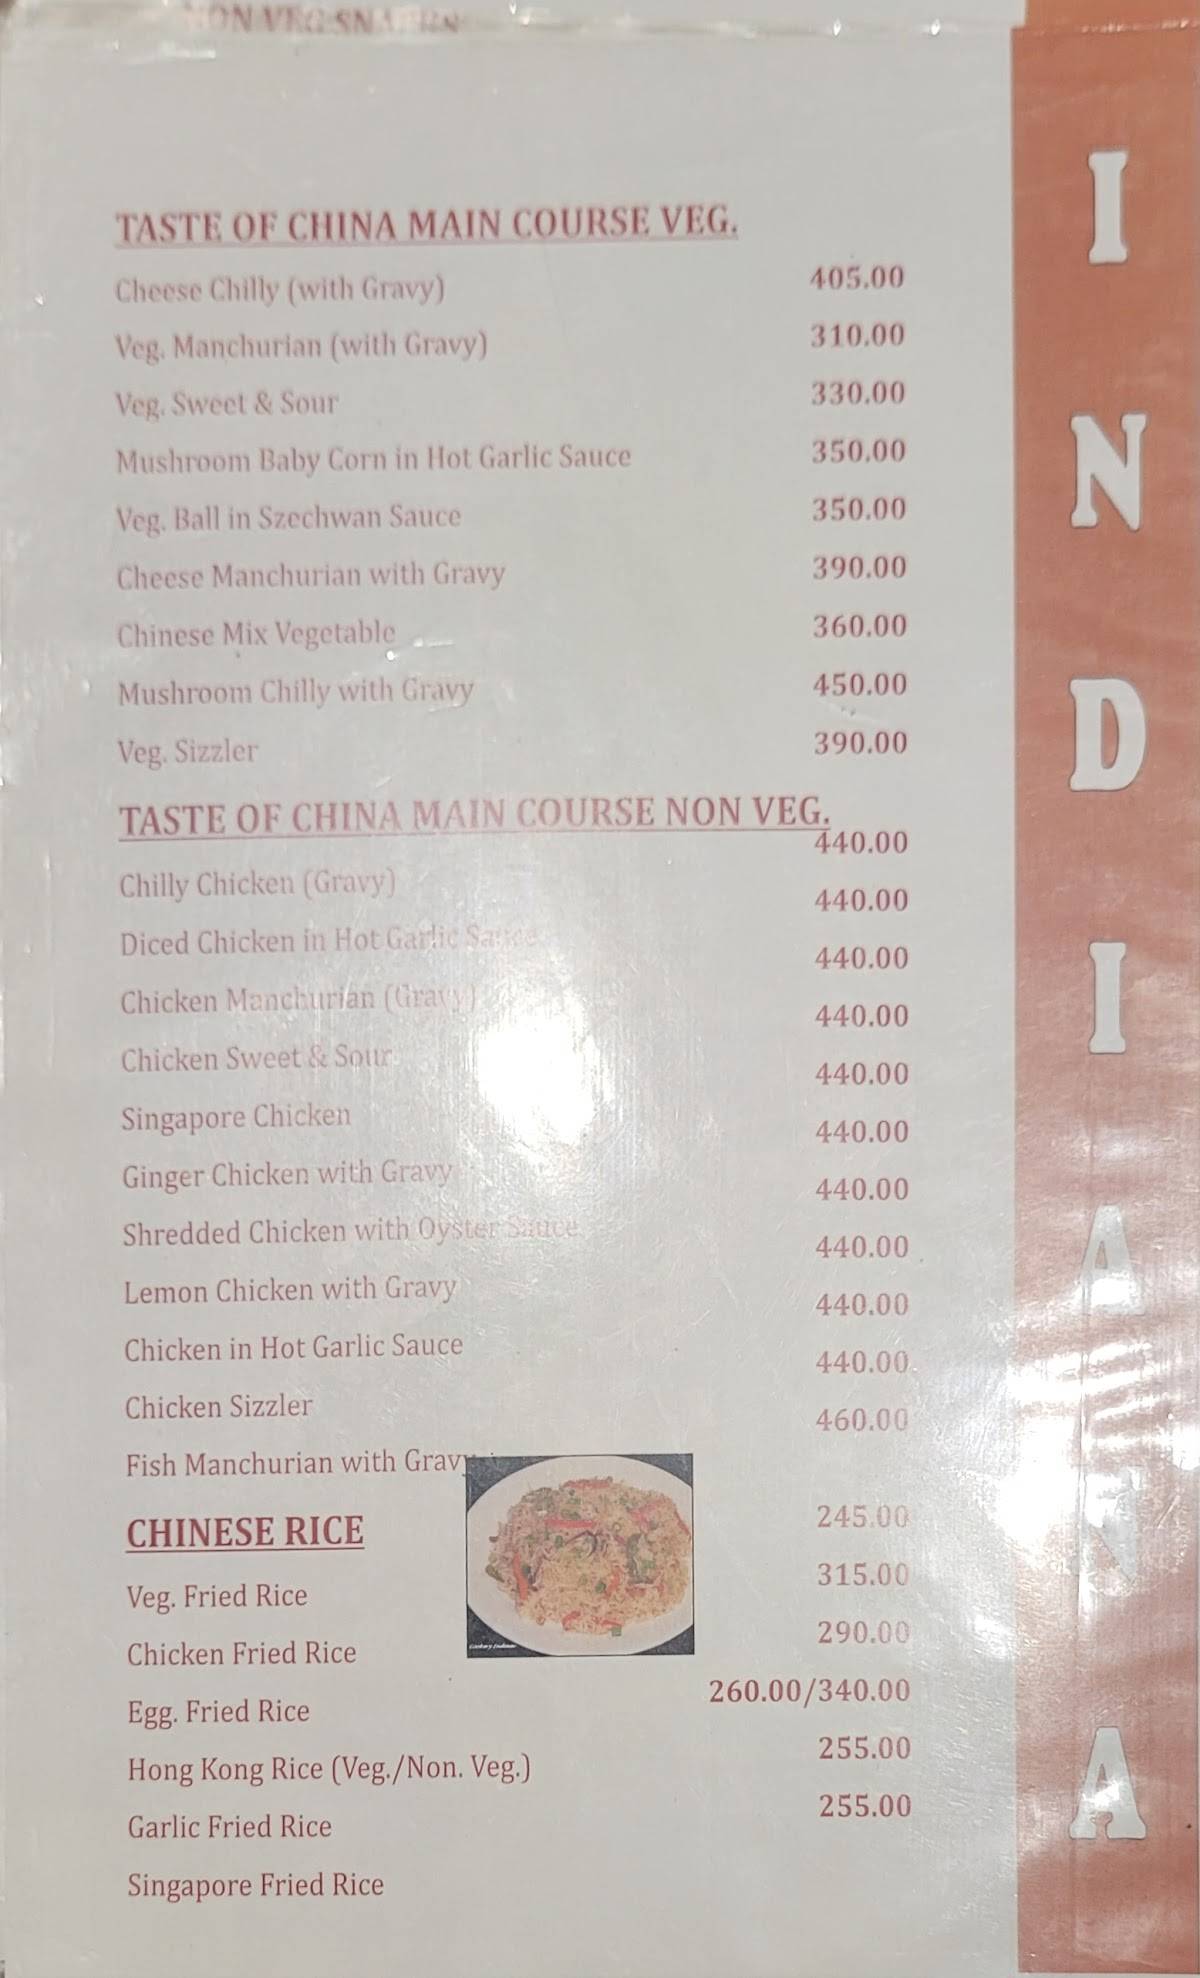 NON VEG SNACKS
TASTE OF CHINA MAIN COURSE VEG.
Cheese Chilly (with Gravy) 405.00
Veg. Manchurian (with Gravy) 310.00
Veg. Sweet & Sour 330.00
Mushroom Baby Corn in Hot Garlic Sauce 350.00
Veg. Ball in Szechwan Sauce 350.00
Cheese Manchurian with Gravy 390.00
Chinese Mix Vegetable 360.00
Mushroom Chilly with Gravy 450.00
Veg. Sizzler 390.00
TASTE OF CHINA MAIN COURSE NON VEG.
Chilly Chicken (Gravy) 440.00
Diced Chicken in Hot Garlic Sauce 440.00
Chicken Manchurian (Gravy) 440.00
Chicken Sweet & Sour 440.00
Singapore Chicken 440.00
Ginger Chicken with Gravy 440.00
Shredded Chicken with Oyster Sauce 440.00
Lemon Chicken with Gravy 440.00
Chicken in Hot Garlic Sauce 440.00
Chicken Sizzler 440.00
Fish Manchurian with Gravy 460.00
CHINESE RICE
Veg. Fried Rice 245.00
Chicken Fried Rice 315.00
Egg. Fried Rice 290.00
Hong Kong Rice (Veg./Non. Veg.) 260.00/340.00
Garlic Fried Rice 255.00
Singapore Fried Rice 255.00
INDIANA